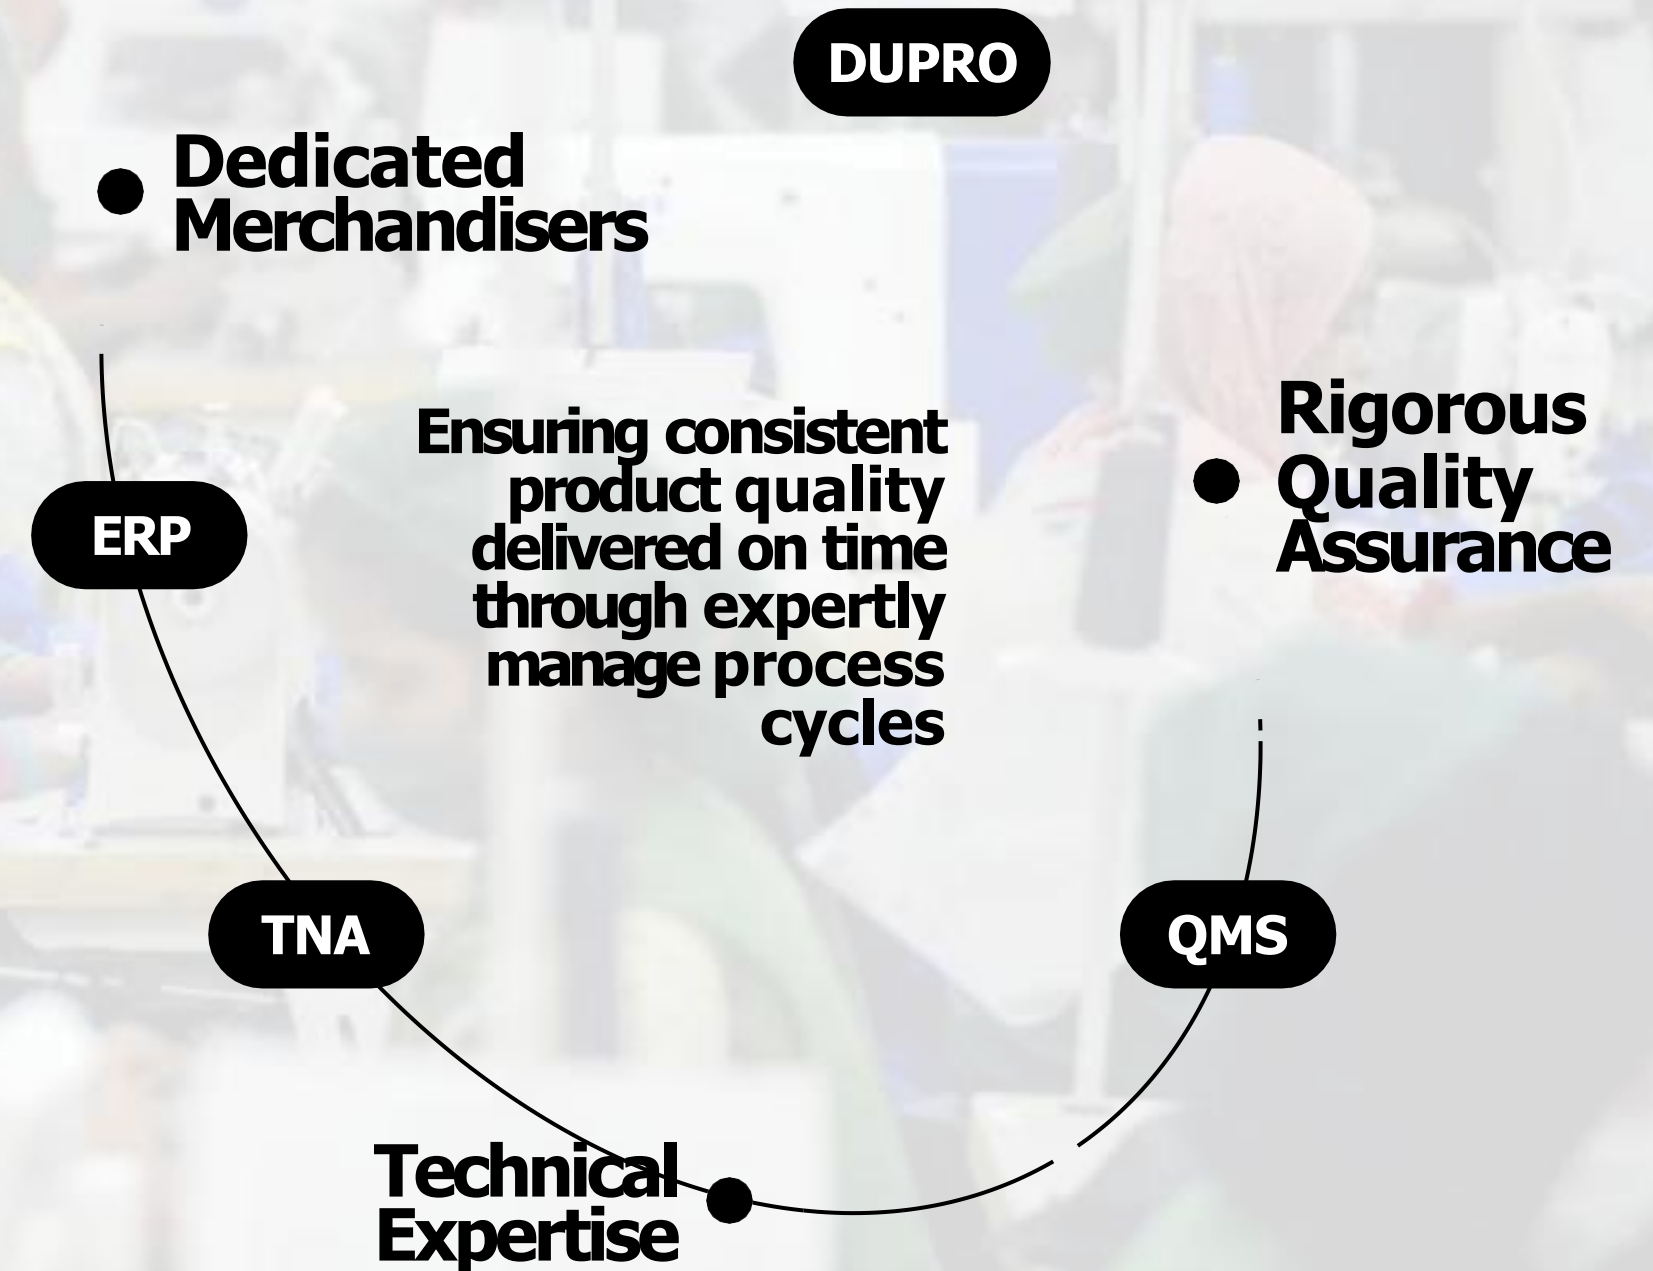 DUPRO
Dedicated
Merchandisers
Ensuring consistent
product quality
delivered on time
through expertly
manage process
cycles
Rigorous
Quality
Assurance
ERP
TNA
QMS
Technical
Expertise